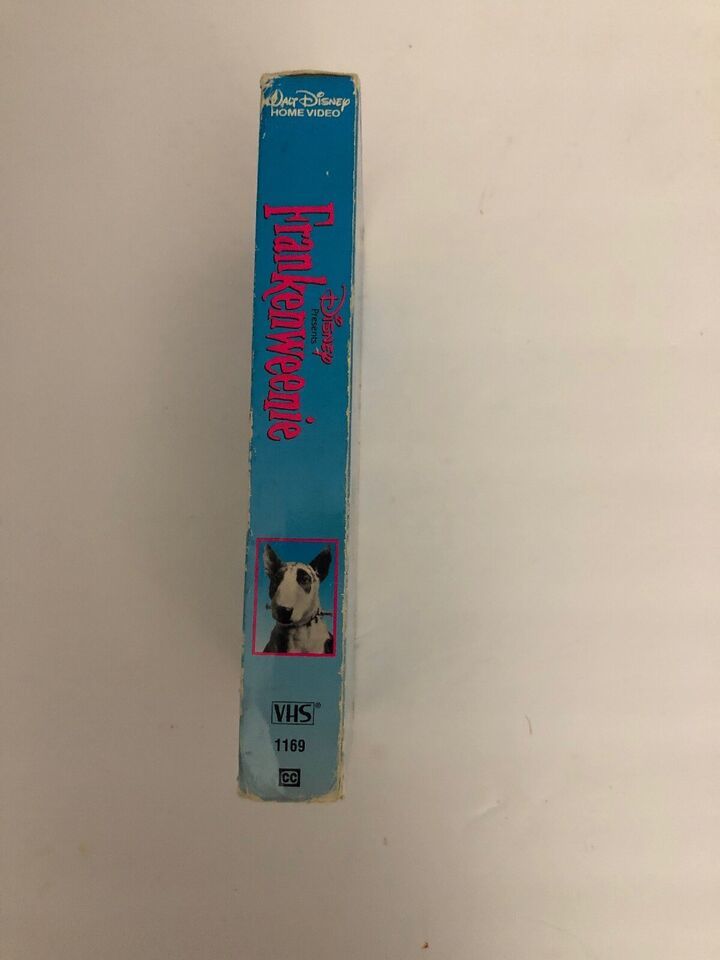 Walt Disney
HOME VIDEO
Disney
Presents
Frankenweenie
VHS®
1169
CC